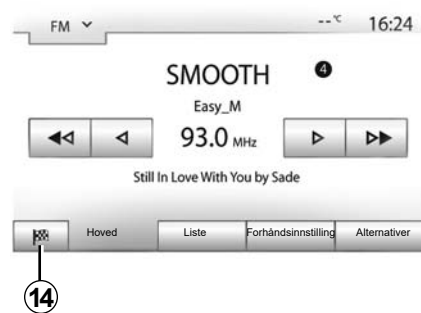 FM --°C 16:24
SMOOTH 4
Easy_M
93.0 MHz
Still In Love With You by Sade
Hoved Liste Forhåndsinnstilling Alternativer
14